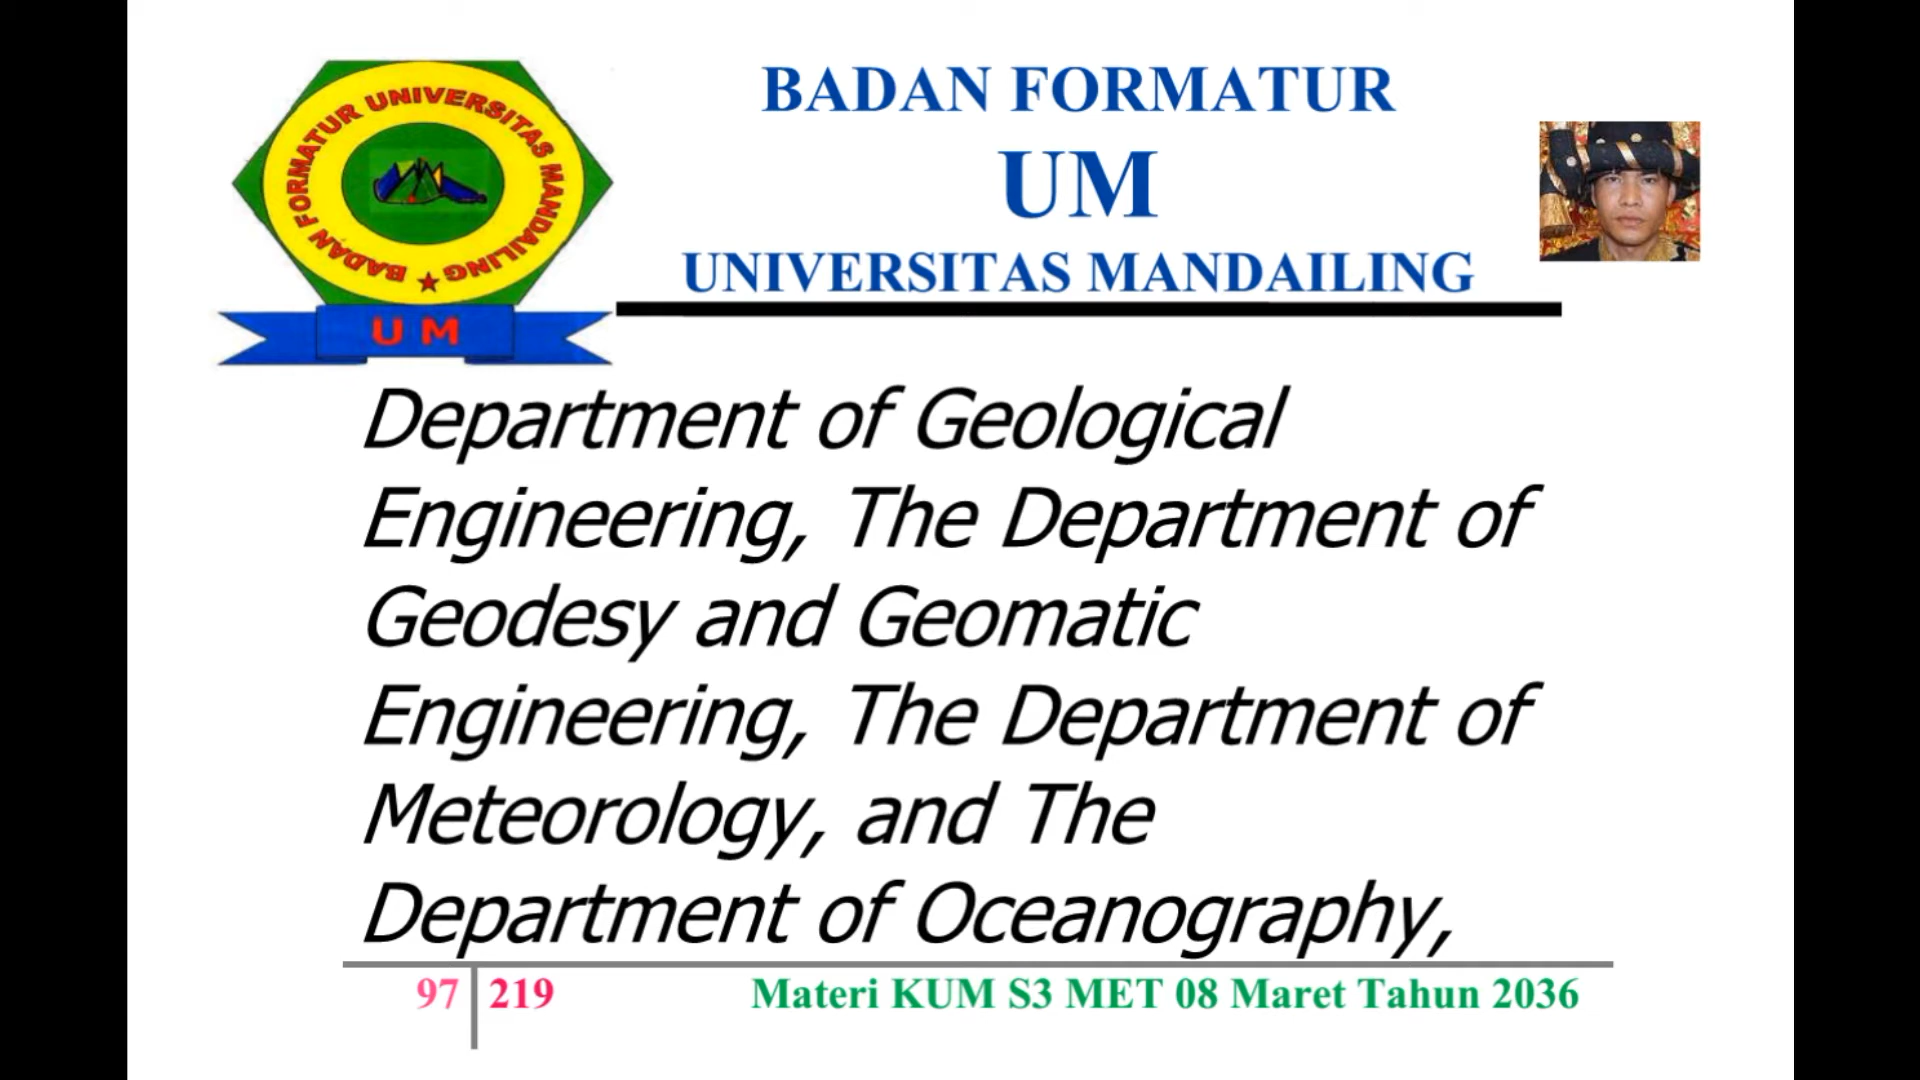 BADAN FORMATUR UNIVERSITAS MANDAILING
UM
BADAN FORMATUR
UM
UNIVERSITAS MANDAILING
Department of Geological
Engineering, The Department of
Geodesy and Geomatic
Engineering, The Department of
Meteorology, and The
Department of Oceanography,
97 219 Materi KUM S3 MET 08 Maret Tahun 2036